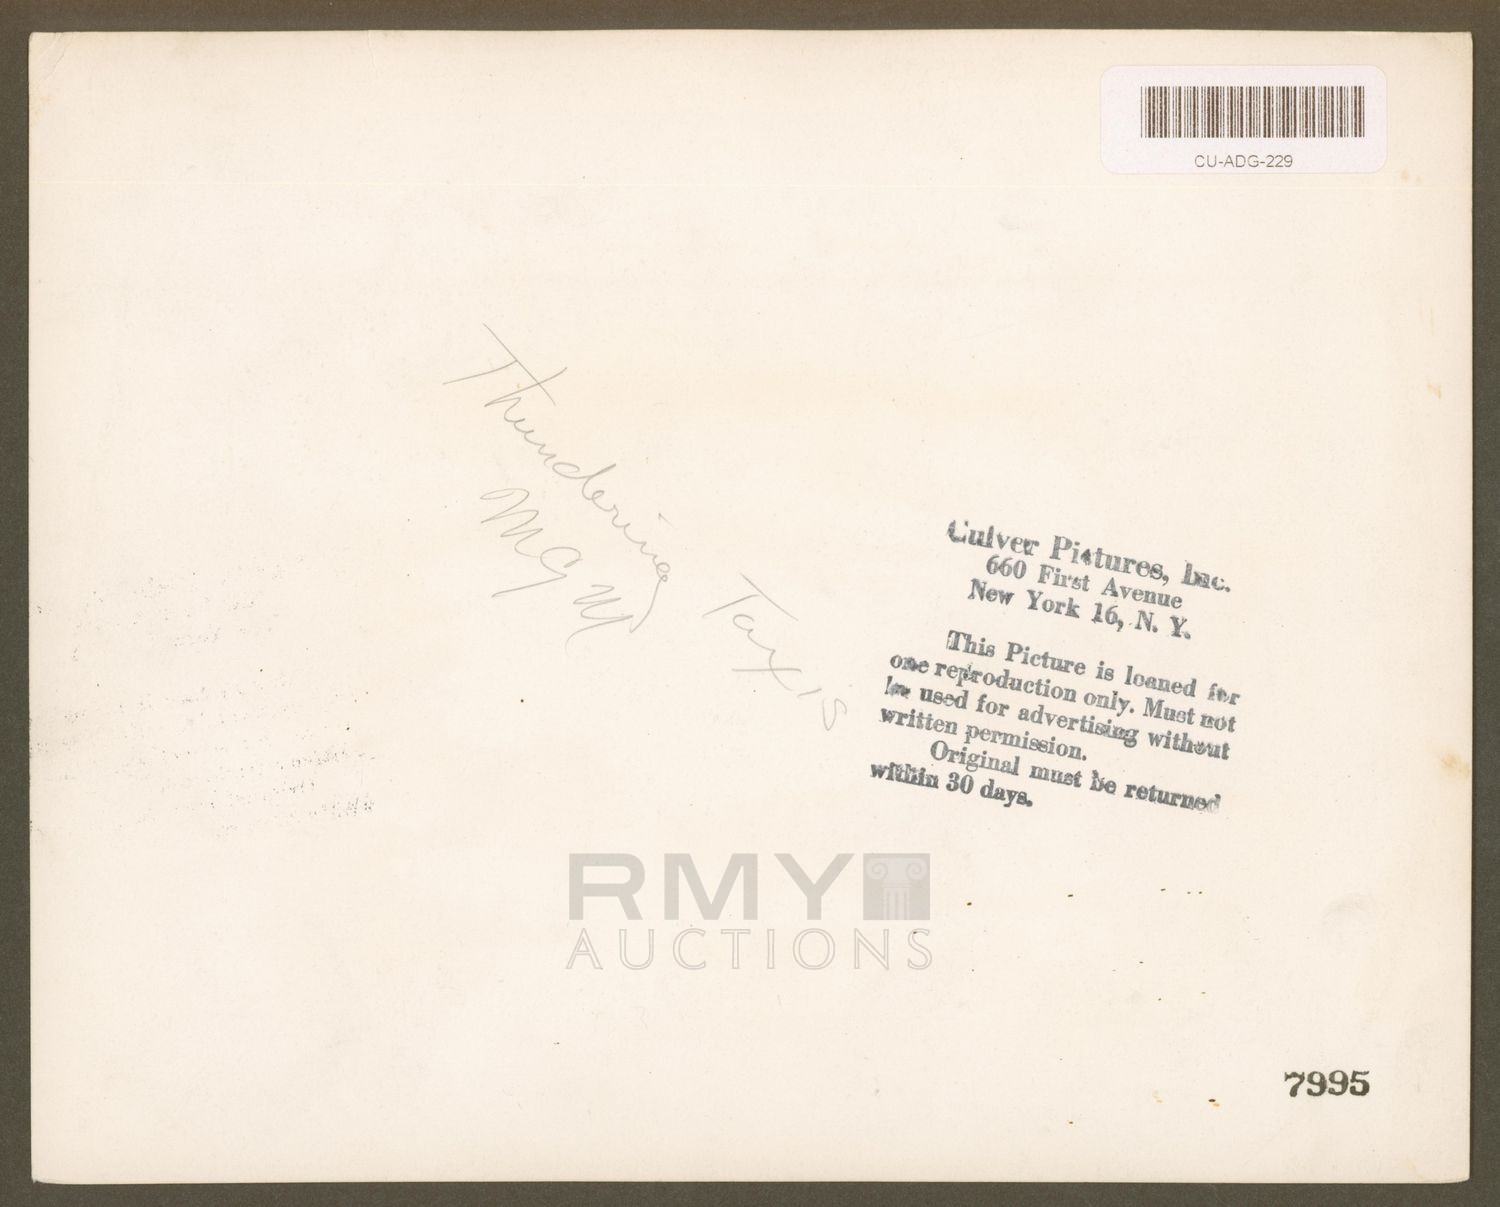 CU-ADG-229
Thundering Taxi's
MGM
Culver Pictures, Inc.
660 First Avenue
New York 16, N. Y.
This Picture is loaned for
one reproduction only. Must not
be used for advertising without
written permission.
Original must be returned
within 30 days.
RMY
AUCTIONS
7995